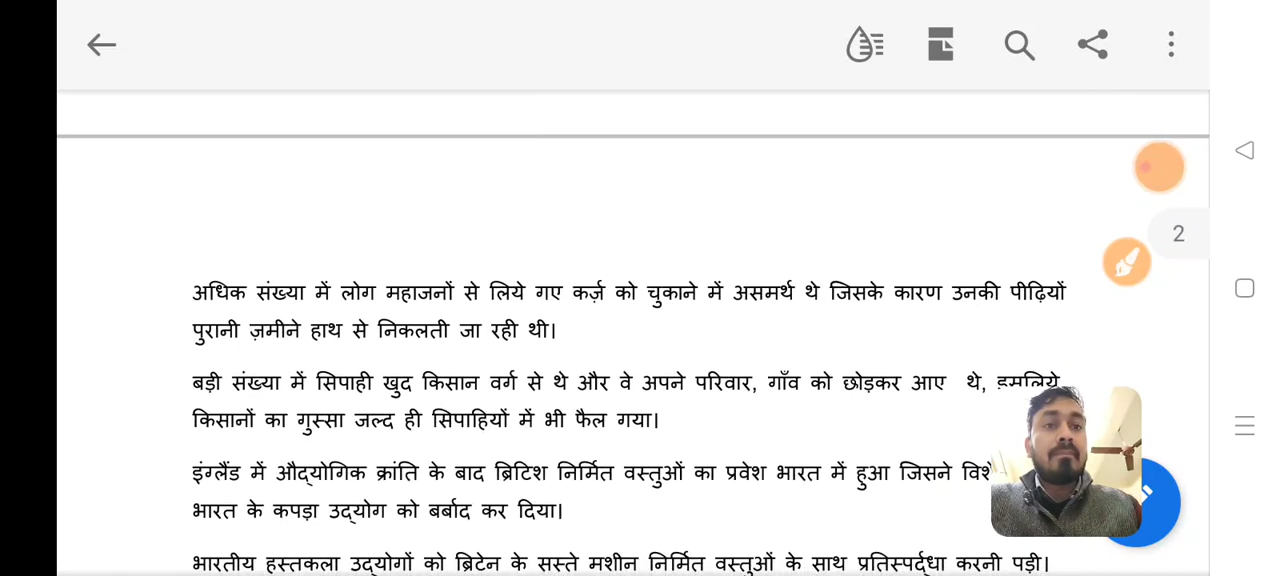 2
अधिक संख्या में लोग महाजनों से लिये गए कर्ज़ को चुकाने में असमर्थ थे जिसके कारण उनकी पीढ़ियों
पुरानी ज़मीने हाथ से निकलती जा रही थी।
बड़ी संख्या में सिपाही खुद किसान वर्ग से थे और वे अपने परिवार, गाँव को छोड़कर आए थे, इसलिये
किसानों का गुस्सा जल्द ही सिपाहियों में भी फैल गया।
इंग्लैंड में औद्योगिक क्रांति के बाद ब्रिटिश निर्मित वस्तुओं का प्रवेश भारत में हुआ जिसने
भारत के कपड़ा उद्योग को बर्बाद कर दिया।
भारतीय हस्तकला उद्योगों को ब्रिटेन के सस्ते मशीन निर्मित वस्तुओं के साथ प्रतिस्पर्द्धा करनी पड़ी।